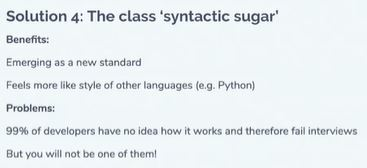 Solution 4: The class ‘syntactic sugar’
Benefits:
Emerging as a new standard
Feels more like style of other languages (e.g. Python)
Problems:
99% of developers have no idea how it works and therefore fail interviews
But you will not be one of them!